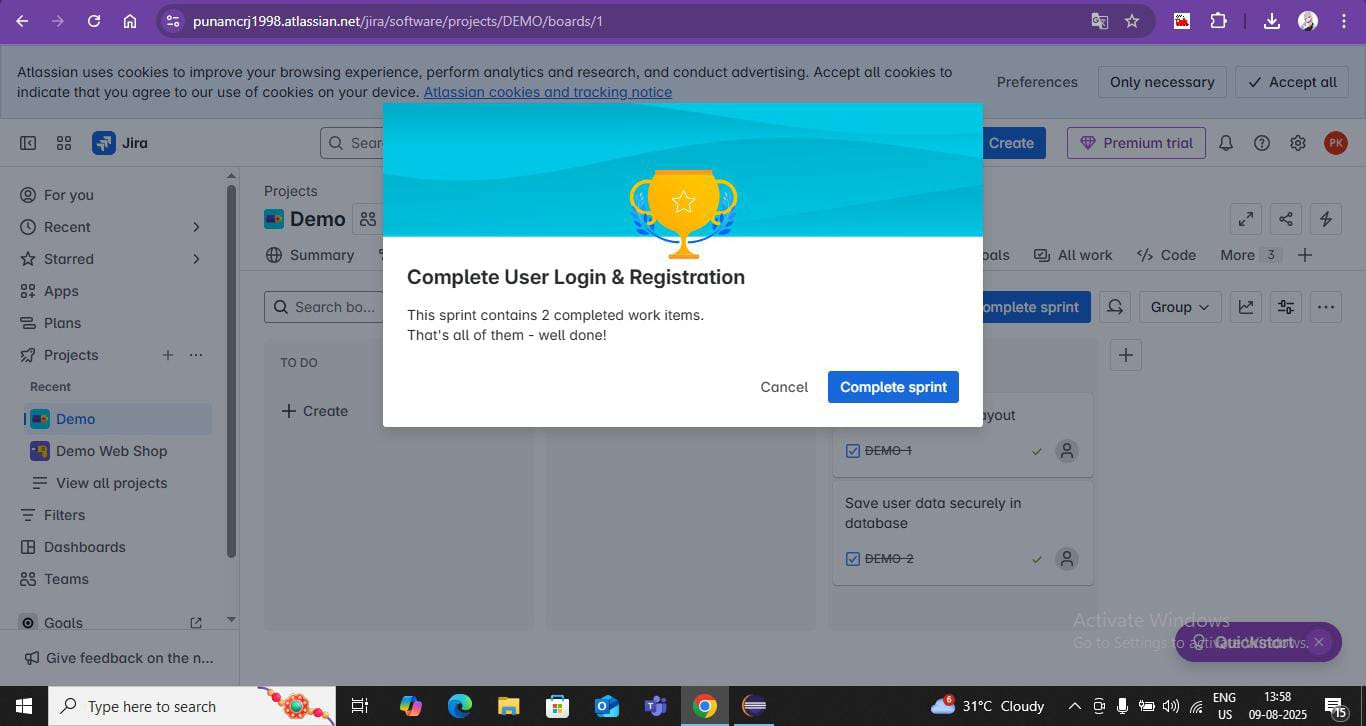 punamcrj1998.atlassian.net/jira/software/projects/DEMO/boards/1
Atlassian uses cookies to improve your browsing experience, perform analytics and research, and conduct advertising. Accept all cookies to
indicate that you agree to our use of cookies on your device. Atlassian cookies and tracking notice
Preferences
Only necessary
Accept all
Jira
Create
Premium trial
PK
For you
Recent
Starred
Apps
Plans
Projects
Recent
Demo
Demo Web Shop
View all projects
Filters
Dashboards
Teams
Goals
Give feedback on the n...
Projects
Demo
Summary
All work
Code
More 3
Search bo...
Complete User Login & Registration
This sprint contains 2 completed work items.
That's all of them - well done!
Cancel
Complete sprint
omplete sprint
Group
TO DO
Create
DEMO-1
Save user data securely in
database
DEMO-2
Activate Windows
Go to Settings to activate Windows.
Quickstart
Type here to search
6
31°C Cloudy
ENG
US
13:58
09-08-2025
15